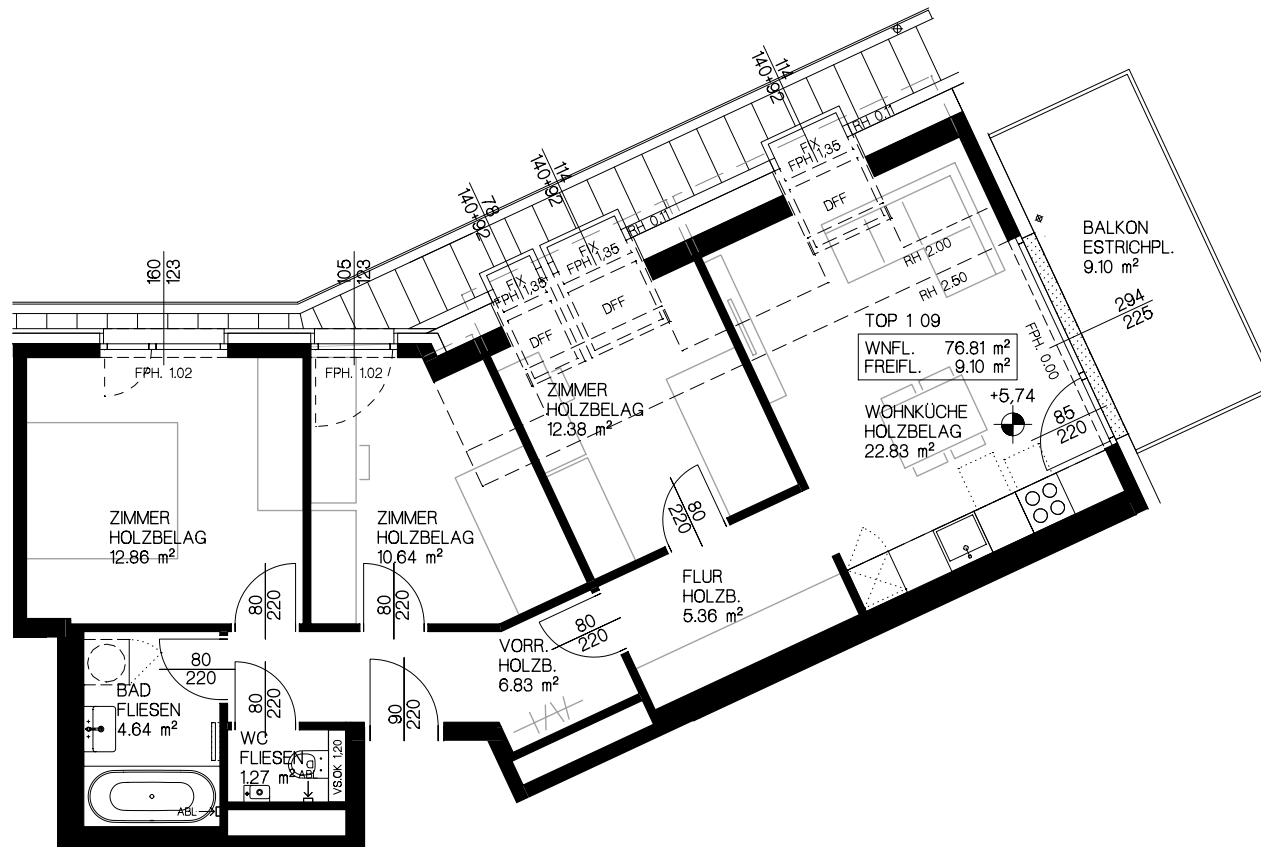 114
140+92
114
140+92
78
140+92
160
123
105
123
FIX
FPH 1,35
DFF
RH 0.11
FIX
FPH 1,35
DFF
RH 0.11
FIX
FPH 1,35
DFF
RH 2.00
RH 2.50
BALKON
ESTRICHPL.
9.10 m²
294
225
FPH. 0.00
TOP 1 09
WNFL. 76.81 m²
FREIFL. 9.10 m²
+5,74
WOHNKÜCHE
HOLZBELAG
22.83 m²
85
220
FPH. 1.02
FPH. 1.02
ZIMMER
HOLZBELAG
12.38 m²
80
220
ZIMMER
HOLZBELAG
12.86 m²
ZIMMER
HOLZBELAG
10.64 m²
FLUR
HOLZB.
5.36 m²
80
220
80
220
80
220
VORR.
HOLZB.
6.83 m²
80
220
80
220
90
220
BAD
FLIESEN
4.64 m²
WC
FLIESEN
1.27 m²
ABL
VS.OK 1,20
ABL